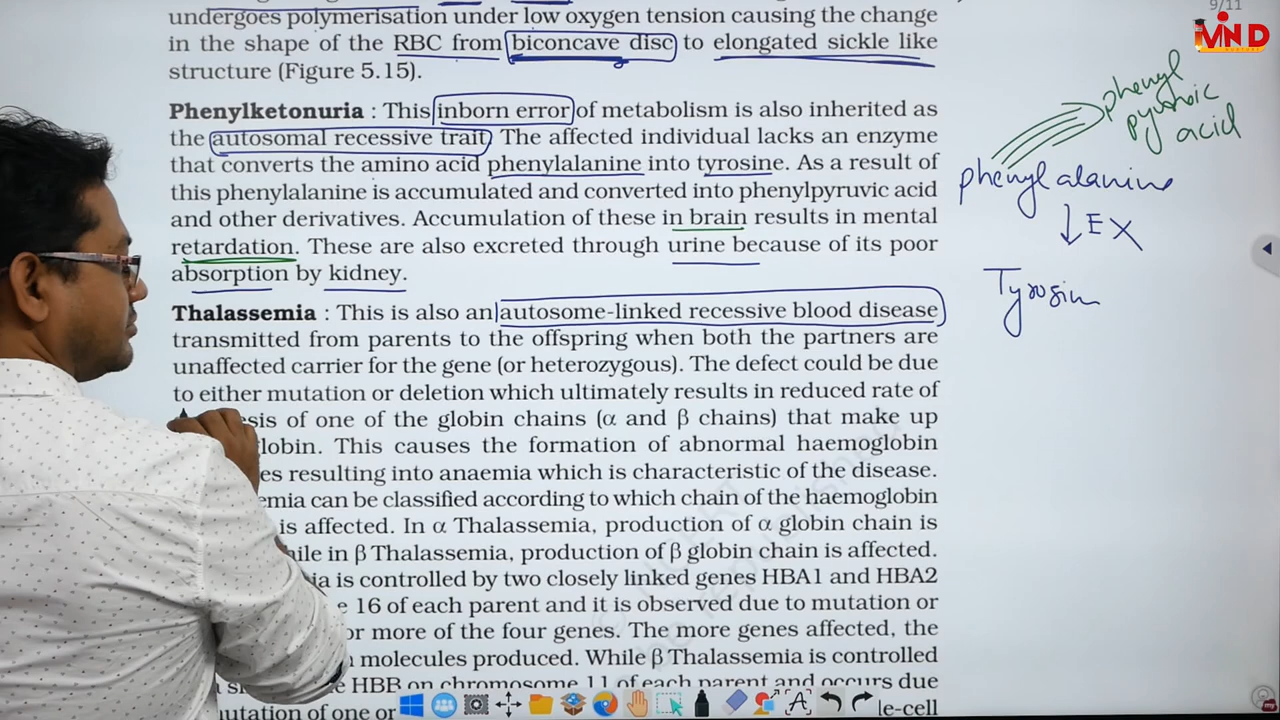 undergoes polymerisation under low oxygen tension causing the change
in the shape of the RBC from biconcave disc to elongated sickle like
structure (Figure 5.15).
Phenylketonuria : This inborn error of metabolism is also inherited as
the autosomal recessive trait. The affected individual lacks an enzyme
that converts the amino acid phenylalanine into tyrosine. As a result of
this phenylalanine is accumulated and converted into phenylpyruvic acid
and other derivatives. Accumulation of these in brain results in mental
retardation. These are also excreted through urine because of its poor
absorption by kidney.
Thalassemia : This is also an autosome-linked recessive blood disease
transmitted from parents to the offspring when both the partners are
unaffected carrier for the gene (or heterozygous). The defect could be due
to either mutation or deletion which ultimately results in reduced rate of
esis of one of the globin chains (α and β chains) that make up
lobin. This causes the formation of abnormal haemoglobin
es resulting into anaemia which is characteristic of the disease.
emia can be classified according to which chain of the haemoglobin
is affected. In α Thalassemia, production of α globin chain is
hile in β Thalassemia, production of β globin chain is affected.
ia is controlled by two closely linked genes HBA1 and HBA2
e 16 of each parent and it is observed due to mutation or
or more of the four genes. The more genes affected, the
molecules produced. While β Thalassemia is controlled
e HBB on chromosome 11 of each parent and occurs due
mutation of one or
le-cell
9/11
MIND
phenyl
pyruvic
acid
phenylalanine
↓ E X
Tyrosin